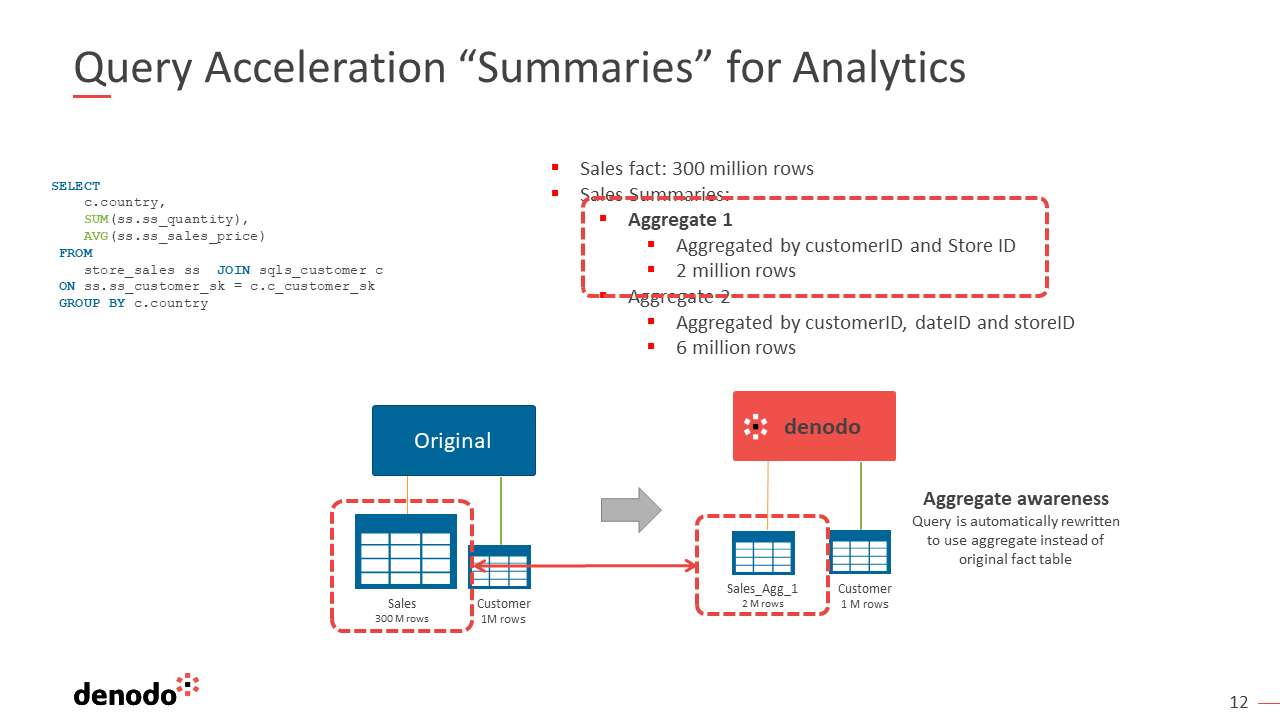 Query Acceleration “Summaries” for Analytics
SELECT
c.country,
SUM(ss.ss_quantity),
AVG(ss.ss_sales_price)
FROM
store_sales ss JOIN sqls_customer c
ON ss.ss_customer_sk = c.c_customer_sk
GROUP BY c.country
Sales fact: 300 million rows
Sales Summaries:
Aggregate 1
Aggregated by customerID and Store ID
2 million rows
Aggregate 2
Aggregated by customerID, dateID and storeID
6 million rows
Original
Sales
300 M rows
Customer
1M rows
denodo
Sales_Agg_1
2 M rows
Customer
1 M rows
Aggregate awareness
Query is automatically rewritten
to use aggregate instead of
original fact table
denodo
12